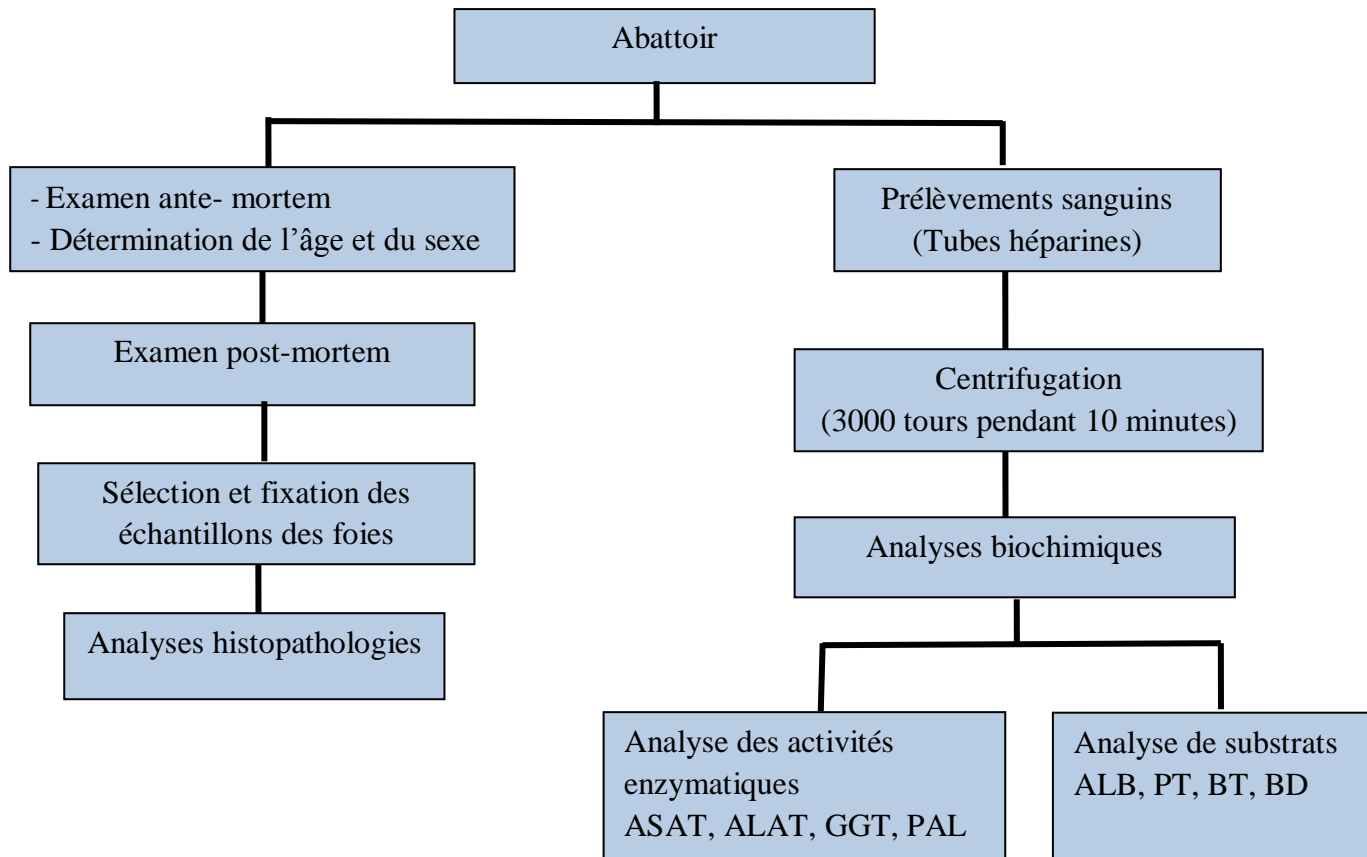 Abattoir
- Examen ante- mortem
- Détermination de l’âge et du sexe
Prélèvements sanguins
(Tubes héparines)
Examen post-mortem
Centrifugation
(3000 tours pendant 10 minutes)
Sélection et fixation des
échantillons des foies
Analyses biochimiques
Analyses histopathologies
Analyse des activités
enzymatiques
ASAT, ALAT, GGT, PAL
Analyse de substrats
ALB, PT, BT, BD